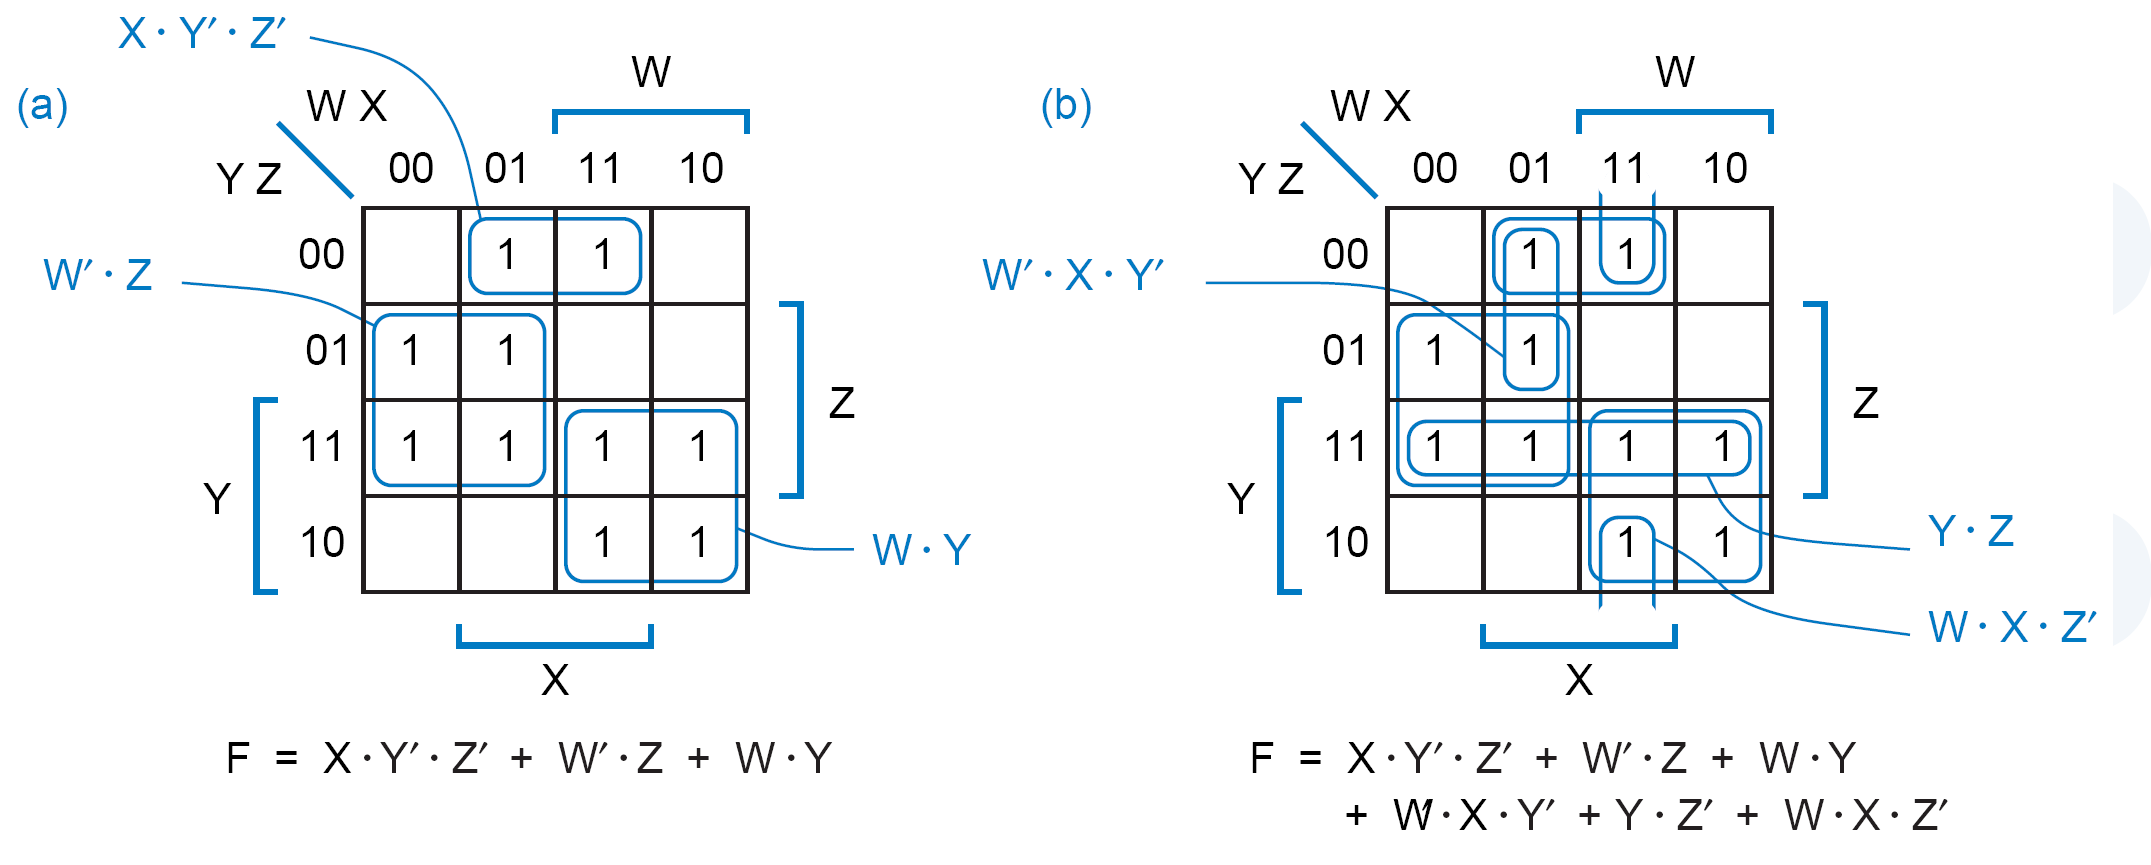 (a)
X · Y′ · Z′
W X
W
Y Z
00 01 11 10
00 1 1
W′ · Z
01 1 1
Z
11 1 1 1 1
Y
10 1 1
W · Y
X
F = X · Y′ · Z′ + W′ · Z + W · Y
(b)
W X
W
Y Z
00 01 11 10
00 1 1
W′ · X · Y′
01 1 1
Z
11 1 1 1 1
Y
10 1 1
Y · Z
W · X · Z′
X
F = X · Y′ · Z′ + W′ · Z + W · Y
+ W′ · X · Y′ + Y · Z′ + W · X · Z′